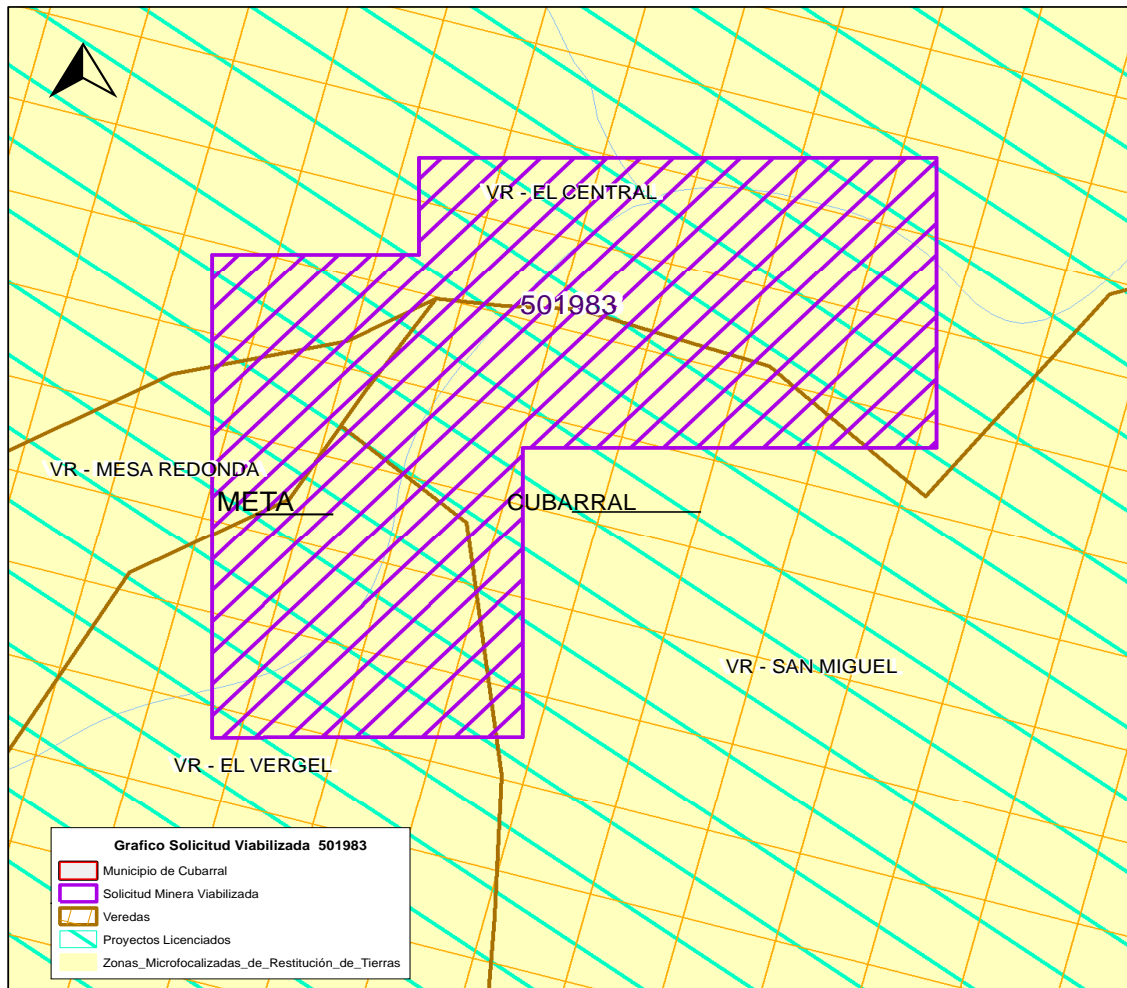 VR - EL CENTRAL
501983
VR - MESA REDONDA
META
CUBARRAL
VR - SAN MIGUEL
VR - EL VERGEL
Grafico Solicitud Viabilizada 501983
Municipio de Cubarral
Solicitud Minera Viabilizada
Veredas
Proyectos Licenciados
Zonas_Microfocalizadas_de_Restitución_de_Tierras